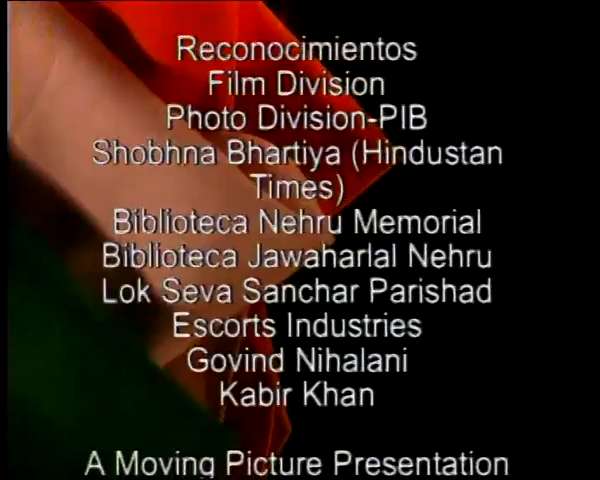 Reconocimientos
Film Division
Photo Division-PIB
Shobhna Bhartiya (Hindustan
Times)
Biblioteca Nehru Memorial
Biblioteca Jawaharlal Nehru
Lok Seva Sanchar Parishad
Escorts Industries
Govind Nihalani
Kabir Khan
A Moving Picture Presentation